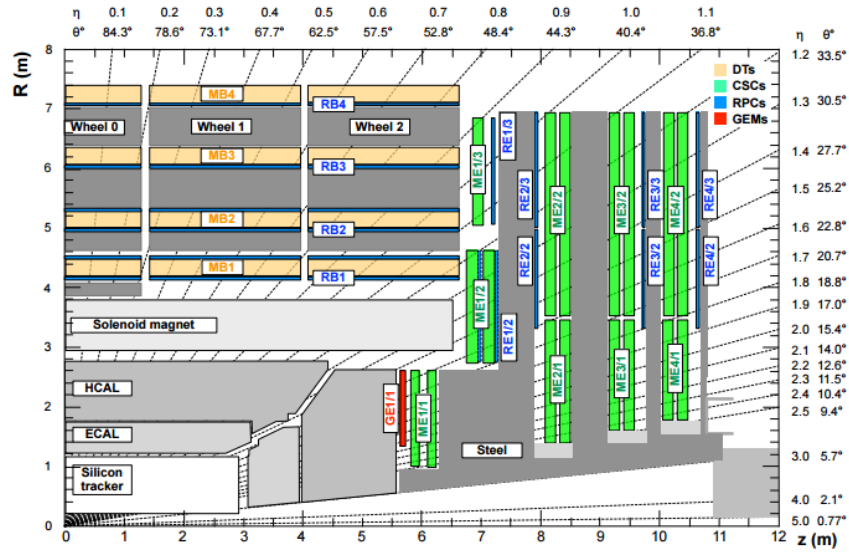 η 0.1 0.2 0.3 0.4 0.5 0.6 0.7 0.8 0.9 1.0 1.1 η θ°
θ° 84.3° 78.6° 73.1° 67.7° 62.5° 57.5° 52.8° 48.4° 44.3° 40.4° 36.8°
R (m)
8
7
6
5
4
3
2
1
0
1.2 33.5°
1.3 30.5°
1.4 27.7°
1.5 25.2°
1.6 22.8°
1.7 20.7°
1.8 18.8°
1.9 17.0°
2.0 15.4°
2.1 14.0°
2.2 12.6°
2.3 11.5°
2.4 10.4°
2.5 9.4°
3.0 5.7°
4.0 2.1°
5.0 0.77°
DTs
CSCs
RPCs
GEMs
MB4
RB4
Wheel 0 Wheel 1 Wheel 2
MB3
RB3
MB2
RB2
MB1
RB1
Solenoid magnet
HCAL
ECAL
Silicon
tracker
Steel
GE1/1
ME1/1
ME1/2
ME1/3
RE1/2
RE1/3
RE2/2
RE2/3
ME2/1
ME2/2
ME3/1
ME3/2
RE3/2
RE3/3
ME4/1
ME4/2
RE4/2
RE4/3
0 1 2 3 4 5 6 7 8 9 10 11 12 z (m)